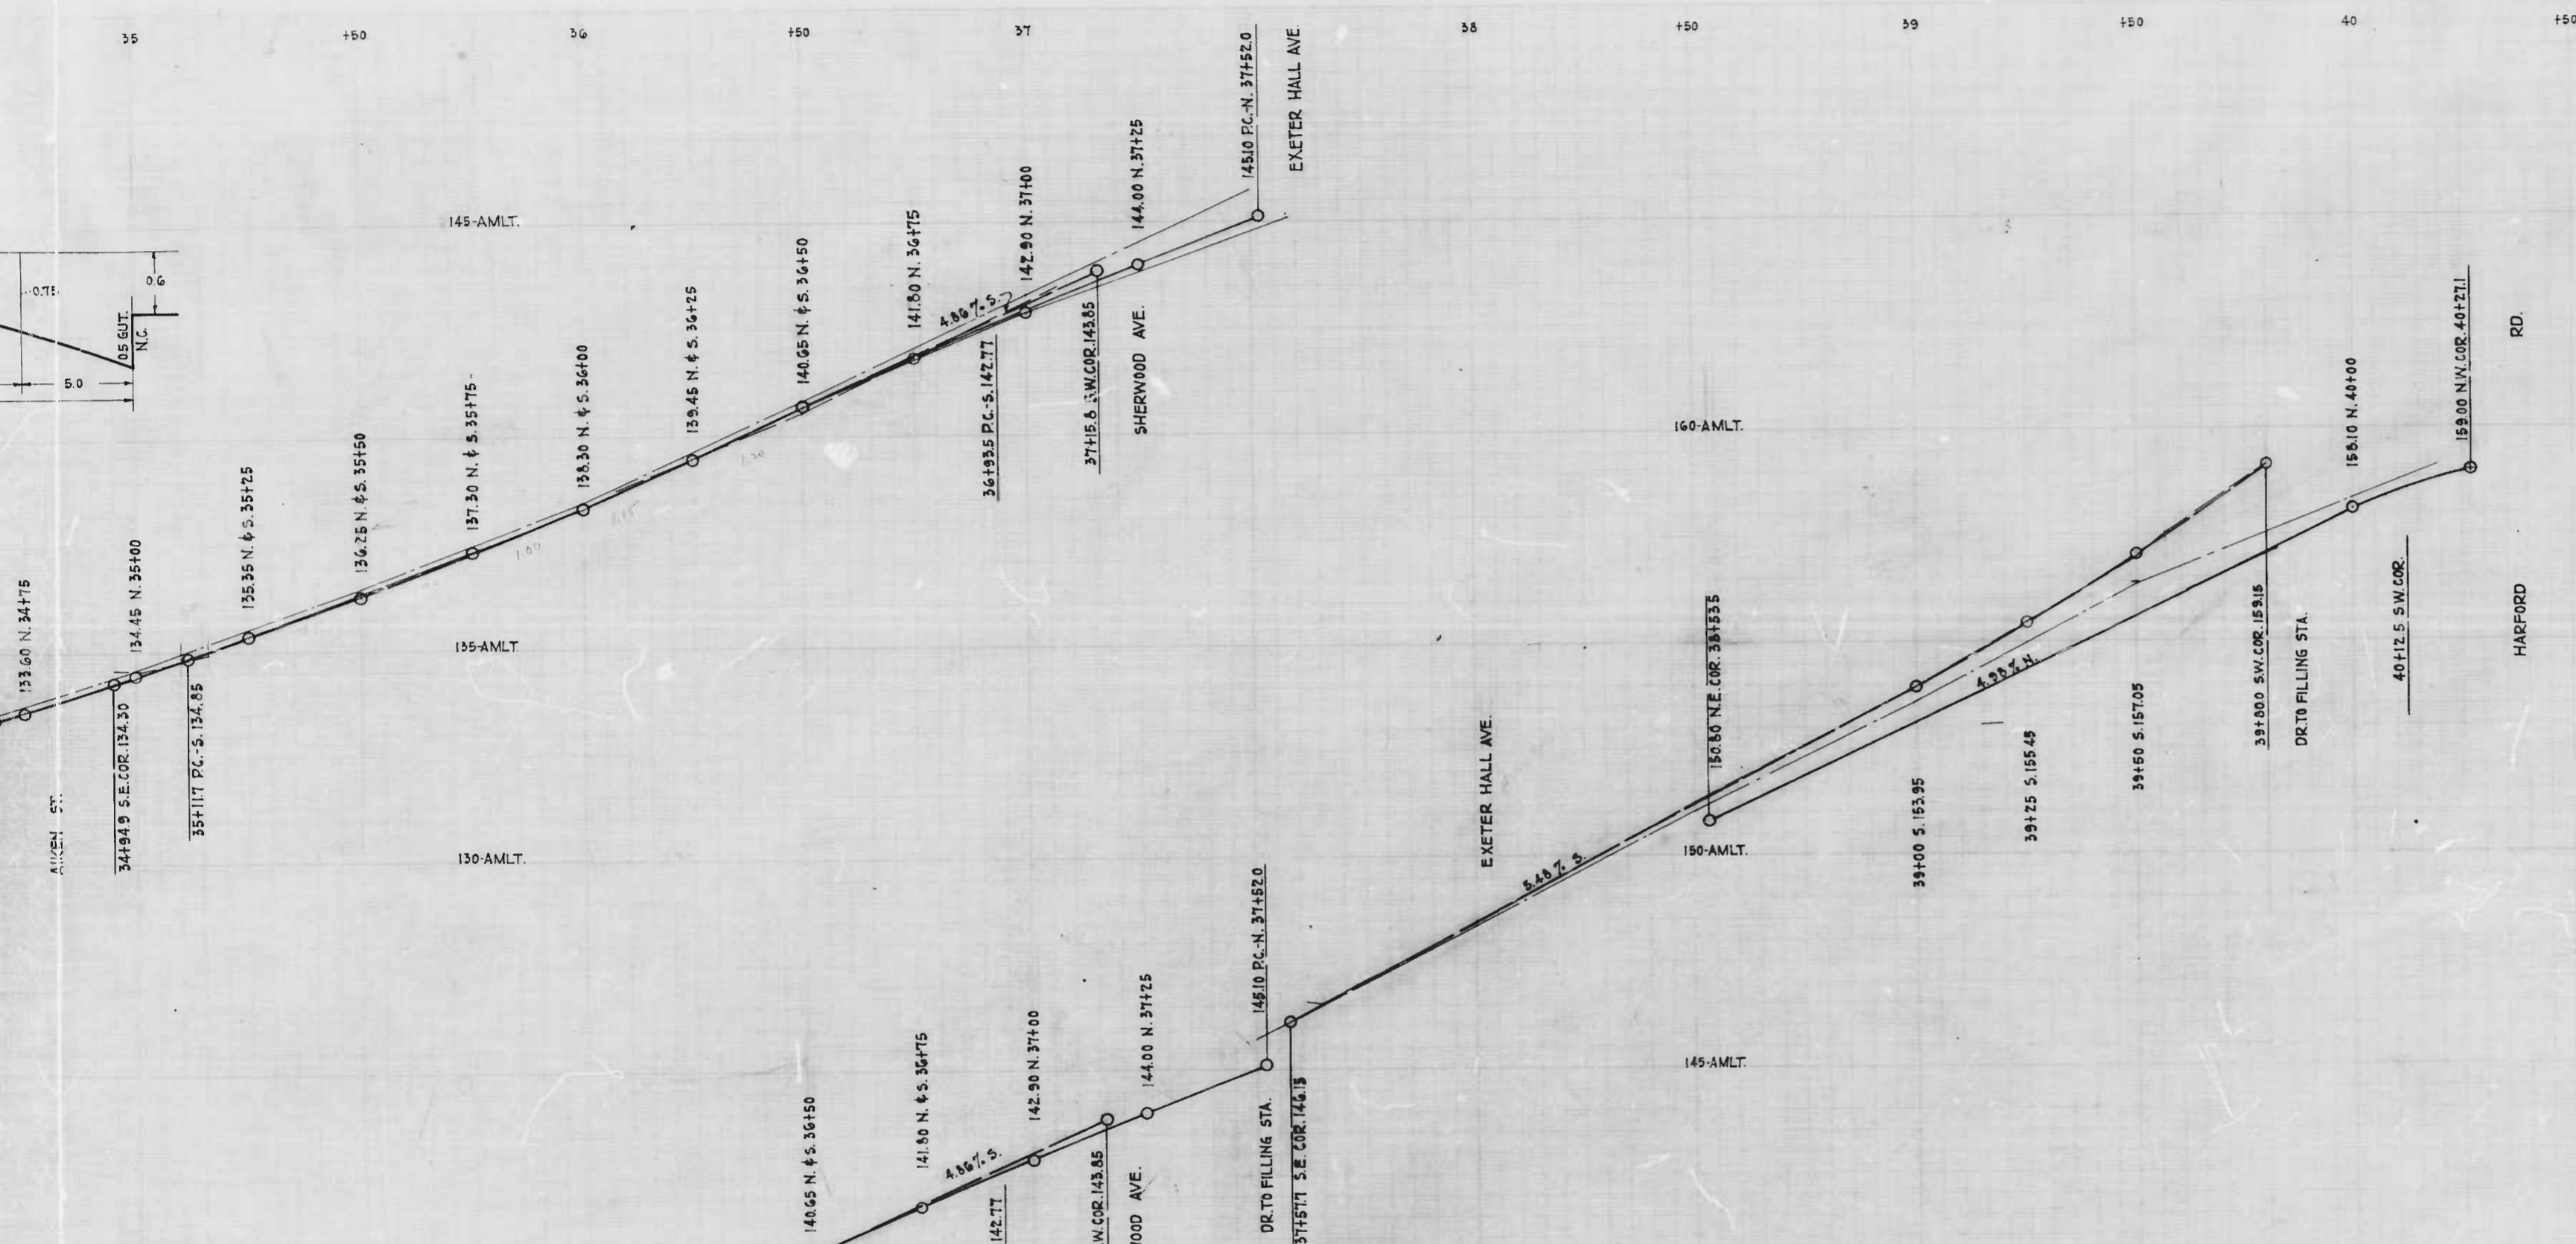 35 +50 36 +50 37 38 +50 39 +50 40 +50
145.10 P.C.-N. 37+52.0
EXETER HALL AVE.
144.00 N. 37+25
142.90 N. 37+00
141.80 N. 36+75
140.65 N. & S. 36+50
139.45 N. & S. 36+25
138.30 N. & S. 36+00
137.30 N. & S. 35+75
136.25 N. & S. 35+50
135.35 N. & S. 35+25
134.45 N. 35+00
133.60 N. 34+75
145-AMLT.
0.75
0.6
0.5 GUT.
N.C.
5.0
4.86% S.
36+93.5 P.C.-S. 142.77
37+15.8 S.W.COR. 143.85
SHERWOOD AVE.
1.00
135-AMLT.
34+94.9 S.E.COR. 134.30
35+11.7 P.C.-S. 134.85
AIKEN ST.
130-AMLT.
160-AMLT.
159.00 N.W.COR. 40+27.1
158.10 N. 40+00
RD.
HARFORD
40+12.5 S.W.COR.
DR. TO FILLING STA.
39+80.0 S.W.COR. 159.15
39+50 S. 157.05
39+25 S. 155.45
39+00 S. 153.95
4.98% N.
150.80 N.E.COR. 38+53.5
150-AMLT.
EXETER HALL AVE.
5.48% S.
145-AMLT.
145.10 P.C.-N. 37+52.0
DR. TO FILLING STA.
37+57.7 S.E. COR. 146.15
144.00 N. 37+25
142.90 N. 37+00
141.80 N. & S. 36+75
140.65 N. & S. 36+50
4.86% S.
142.77
.W.COR. 143.85
OOD AVE.